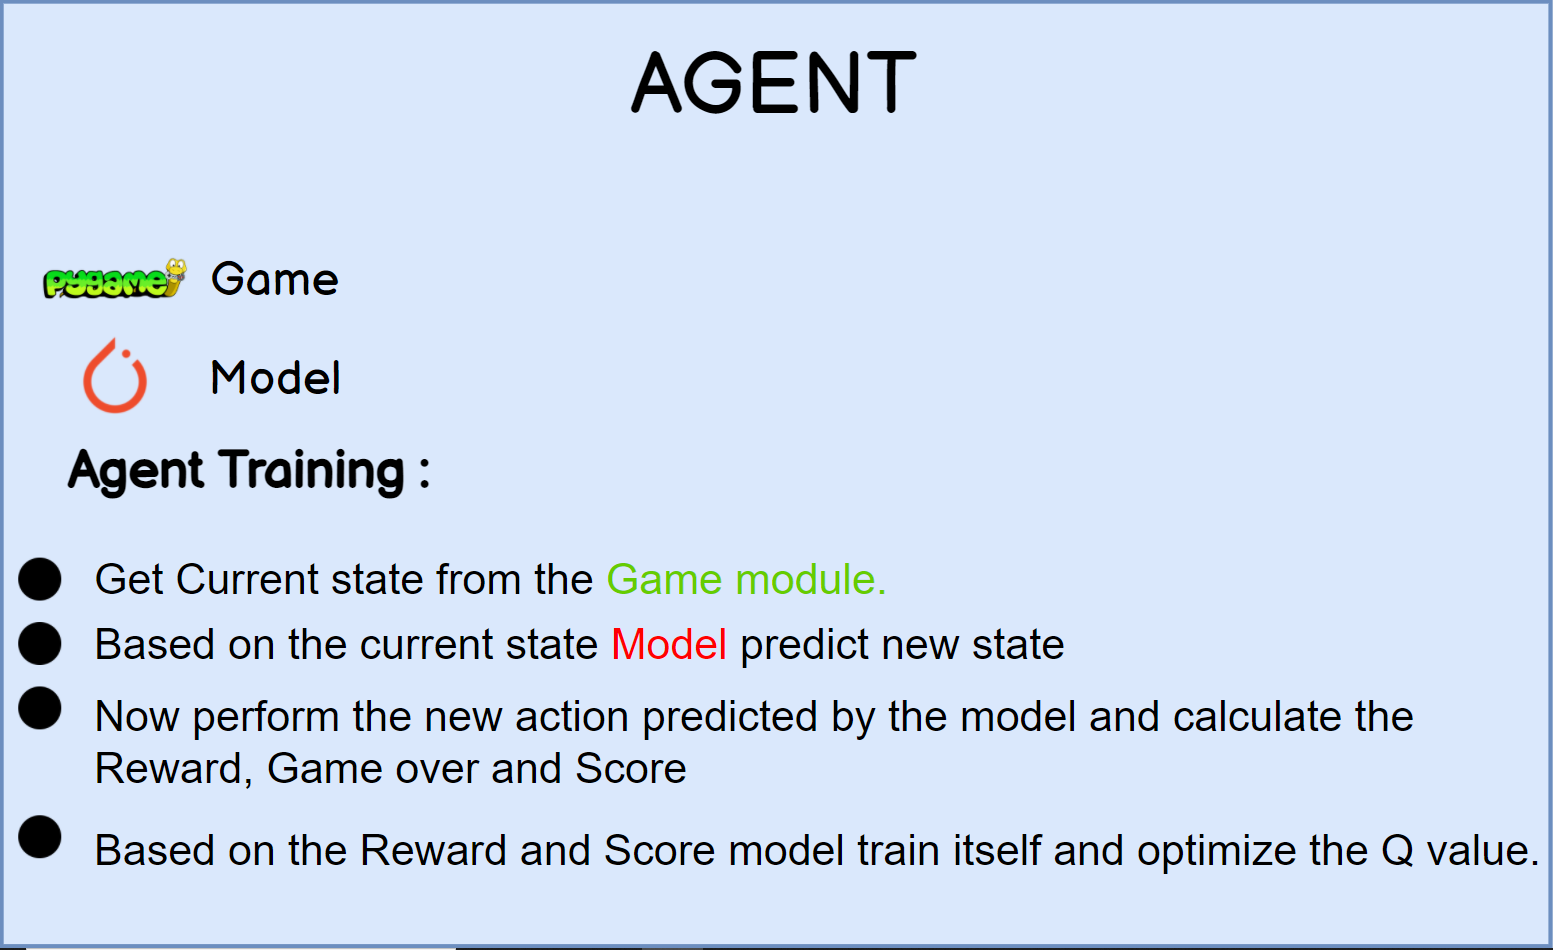 AGENT
pygame Game
Model
Agent Training :
Get Current state from the Game module.
Based on the current state Model predict new state
Now perform the new action predicted by the model and calculate the
Reward, Game over and Score
Based on the Reward and Score model train itself and optimize the Q value.